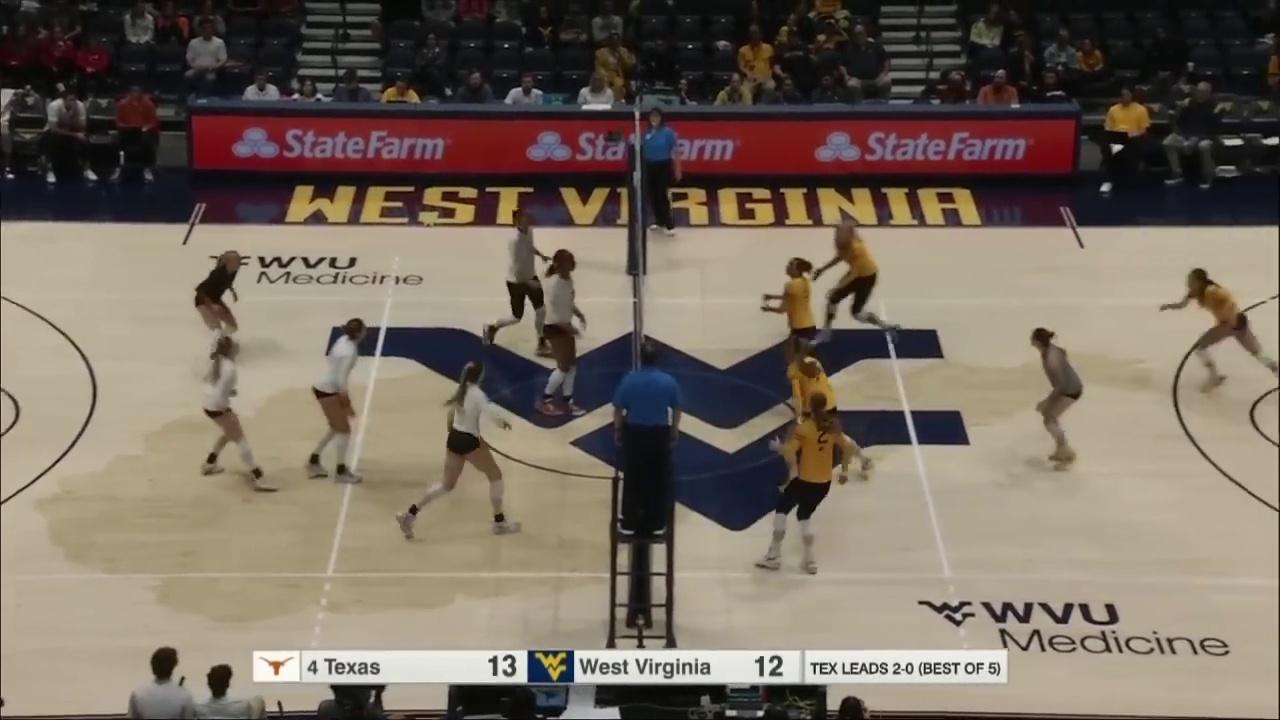 StateFarm StateFarm StateFarm
WEST VIRGINIA
WVU
Medicine
2
WVU
Medicine
4 Texas 13 West Virginia 12 TEX LEADS 2-0 (BEST OF 5)